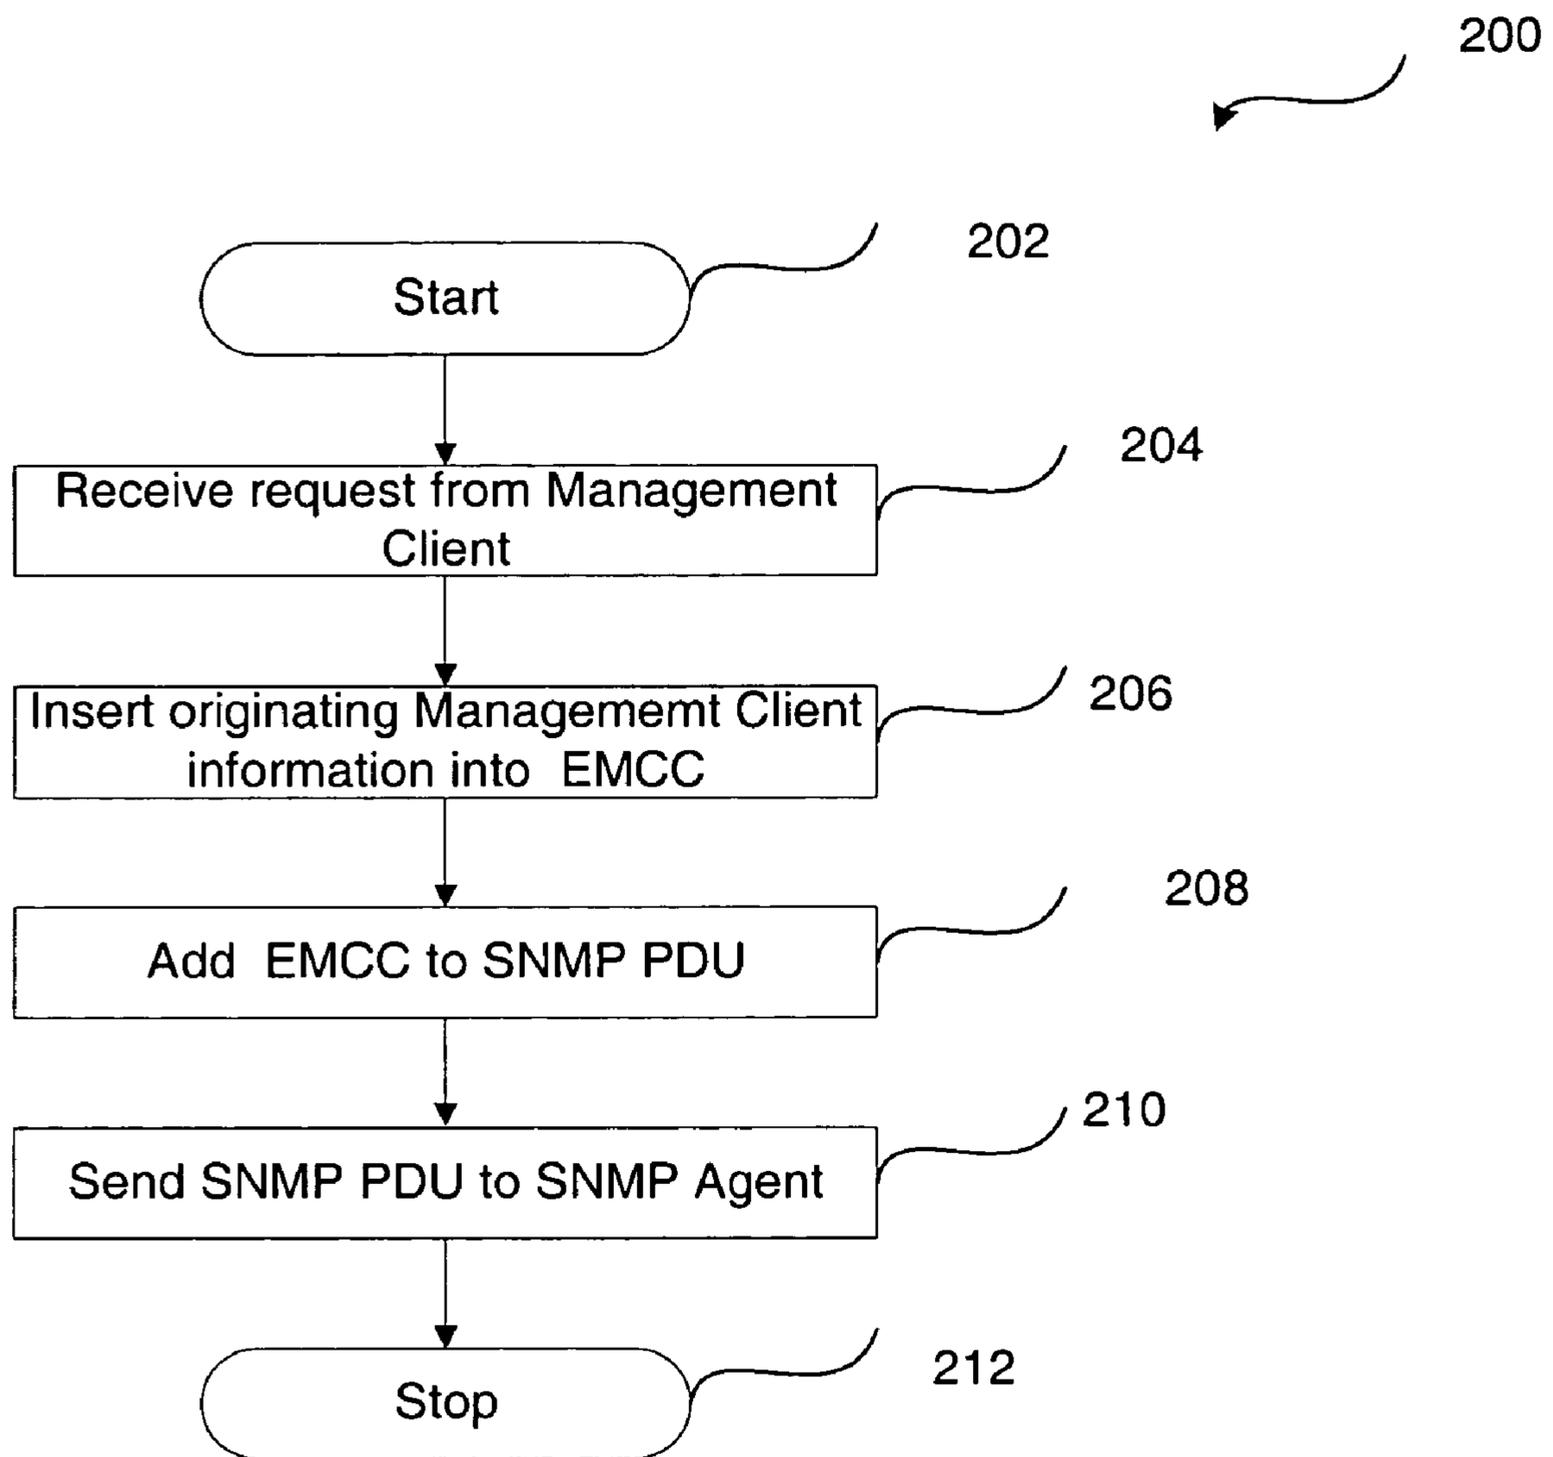 200
202
Start
204
Receive request from Management
Client
206
Insert originating Managememt Client
information into  EMCC
208
Add  EMCC to SNMP PDU
210
Send SNMP PDU to SNMP Agent
212
Stop